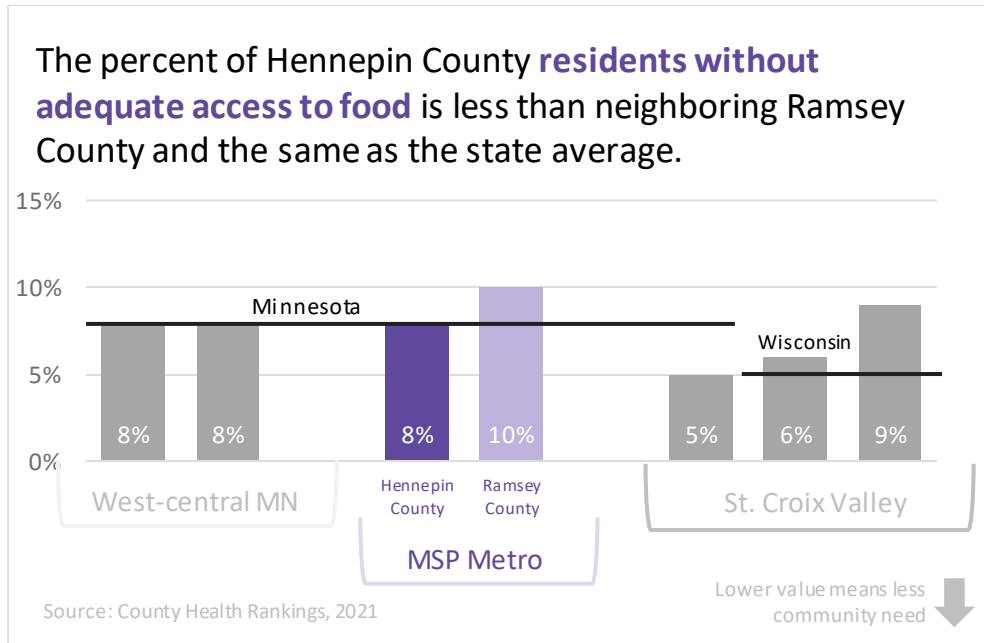 The percent of Hennepin County residents without
adequate access to food is less than neighboring Ramsey
County and the same as the state average.
15%
10%
5%
0%
Minnesota
Wisconsin
8%
8%
8%
10%
5%
6%
9%
West-central MN
Hennepin
County
Ramsey
County
MSP Metro
St. Croix Valley
Source: County Health Rankings, 2021
Lower value means less
community need